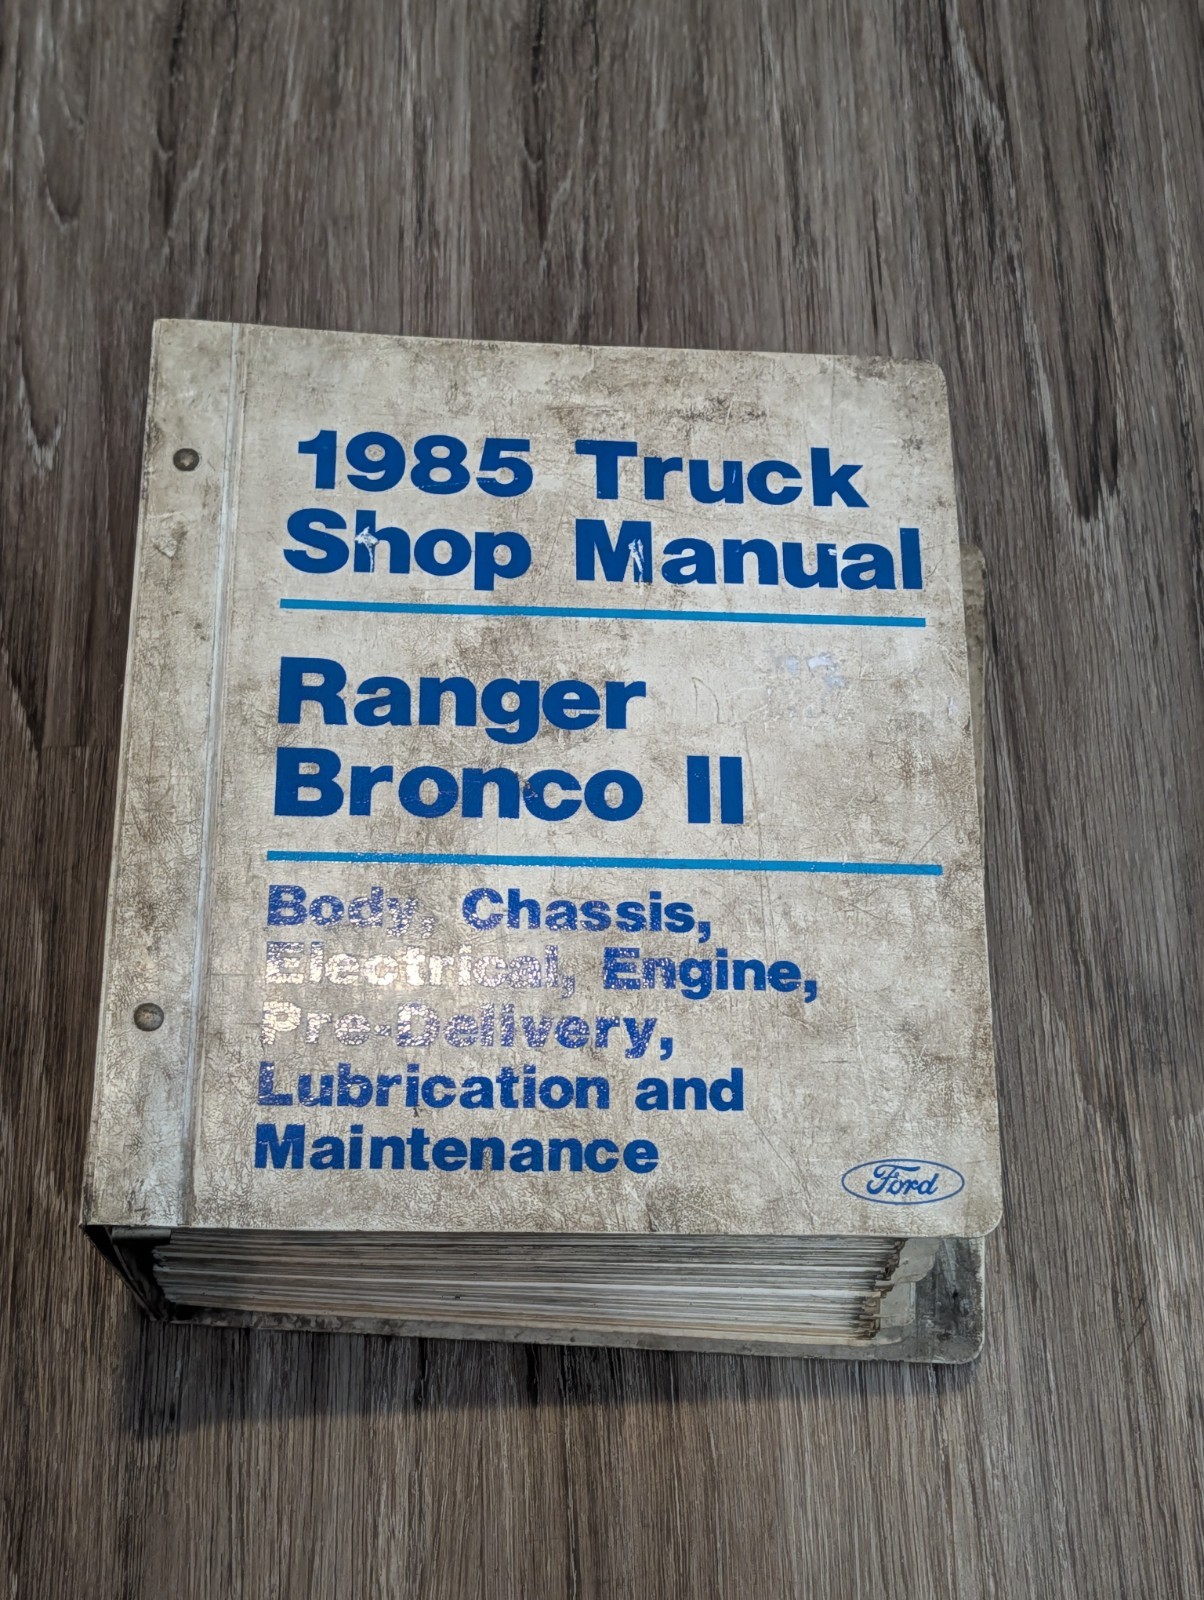 1985 Truck
Shop Manual
Ranger
Bronco II
Body, Chassis,
Electrical, Engine,
Pre-Delivery,
Lubrication and
Maintenance
Ford